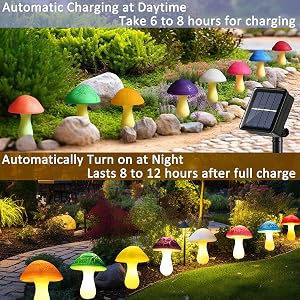 Automatic Charging at Daytime
Take 6 to 8 hours for charging
Automatically Turn on at Night
Lasts 8 to 12 hours after full charge